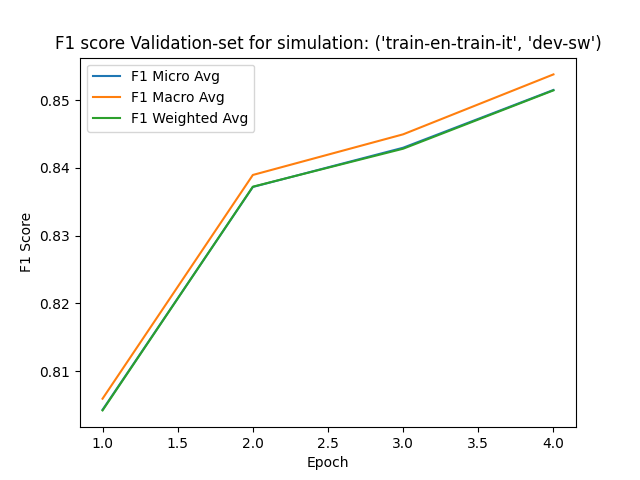 F1 score Validation-set for simulation: ('train-en-train-it', 'dev-sw')
F1 Micro Avg
F1 Macro Avg
F1 Weighted Avg
F1 Score
0.85
0.84
0.83
0.82
0.81
1.0 1.5 2.0 2.5 3.0 3.5 4.0
Epoch